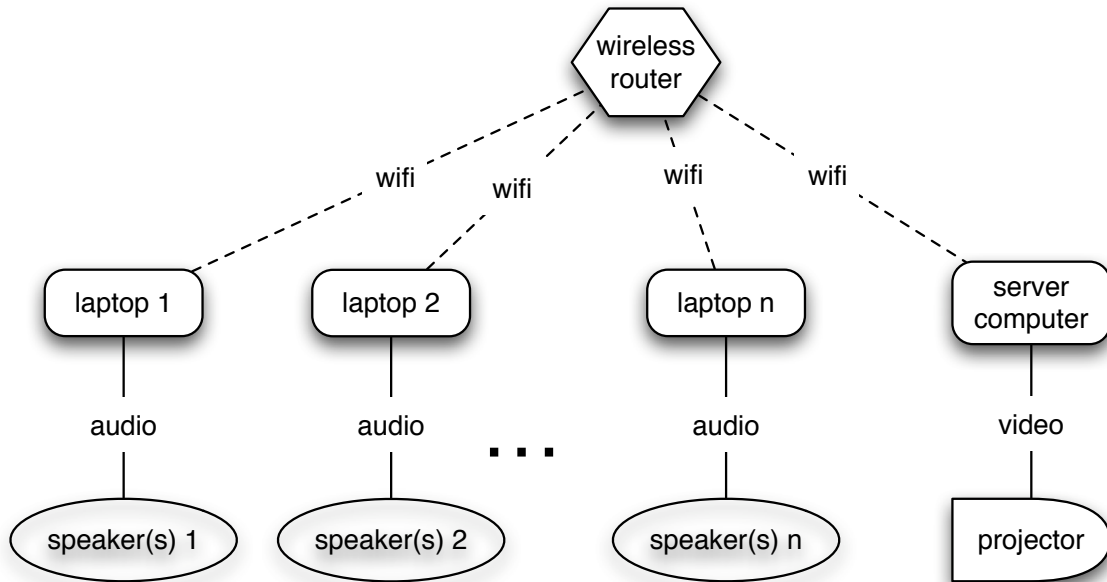 wireless
router
wifi
wifi
wifi
wifi
laptop 1
laptop 2
laptop n
server
computer
audio
audio
...
audio
video
speaker(s) 1
speaker(s) 2
speaker(s) n
projector